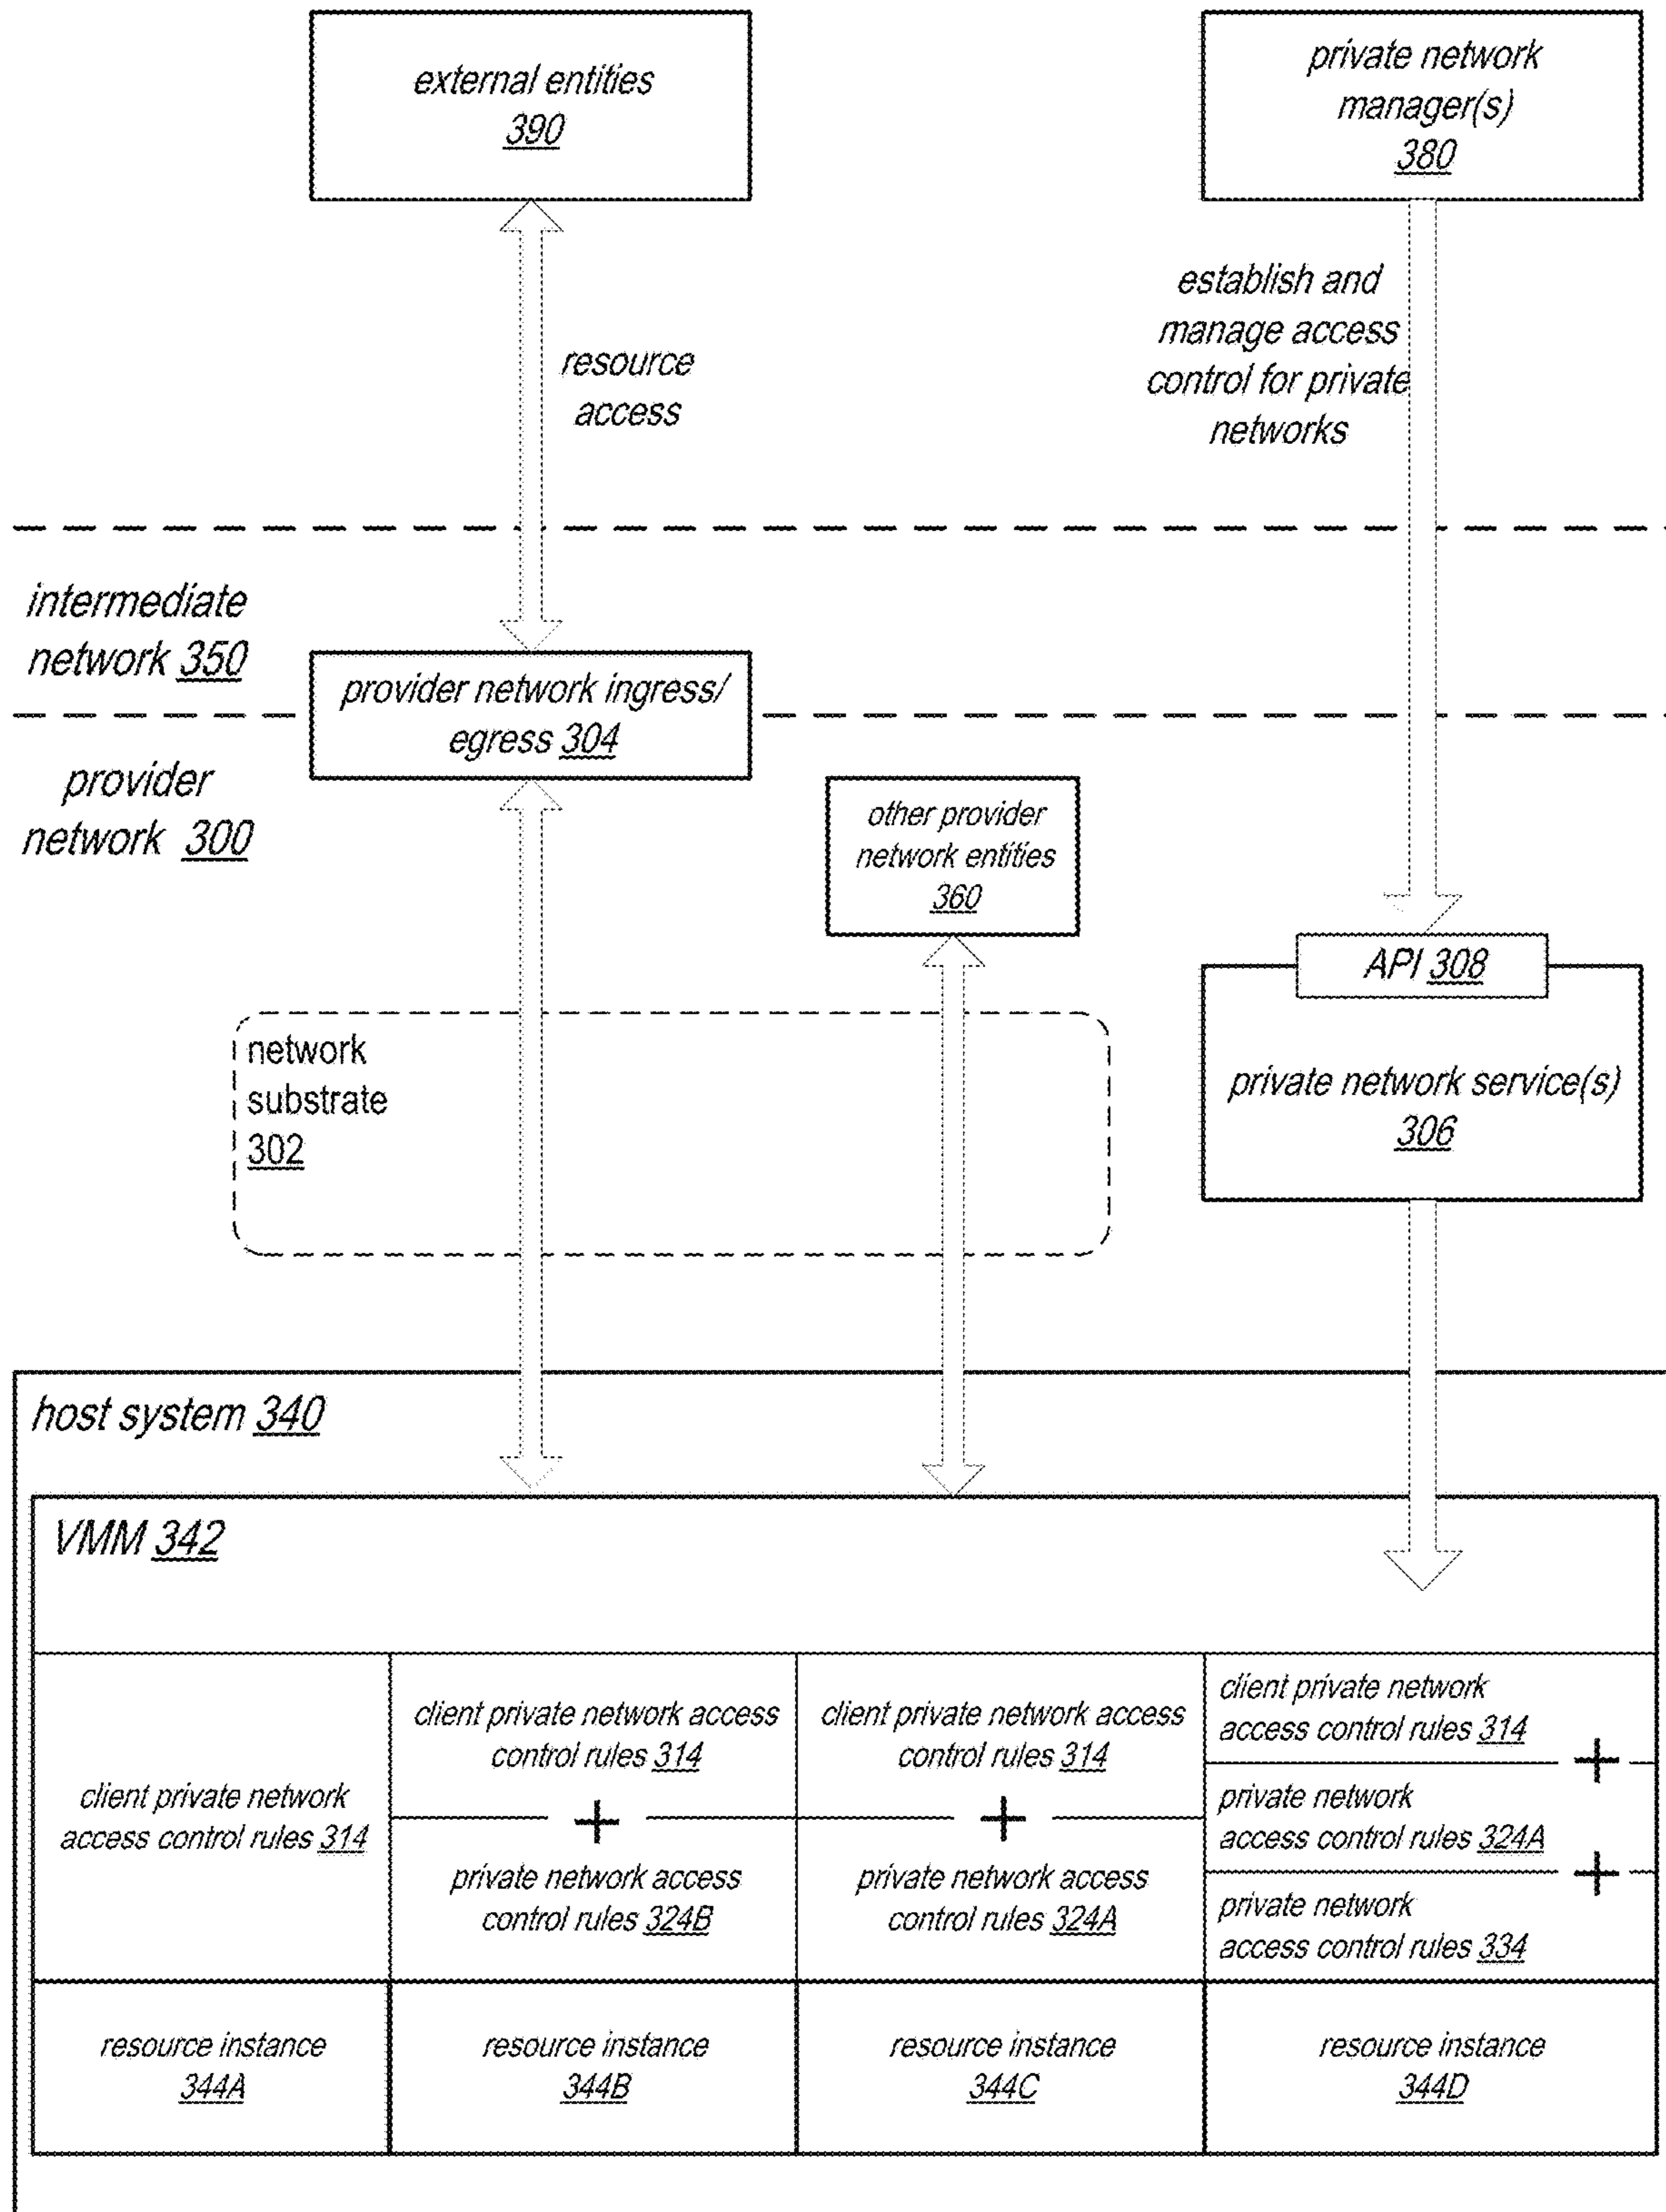 external entities
390
private network
manager(s)
380
establish and
manage access
control for private
networks
resource
access
intermediate
network 350
provider network ingress/
egress 304
provider
network 300
other provider
network entities
360
API 308
network
substrate
302
private network service(s)
306
host system 340
VMM 342
client private network
access control rules 314
client private network access
control rules 314
+
private network access
control rules 324B
client private network access
control rules 314
+
private network access
control rules 324A
client private network
access control rules 314
+
private network
access control rules 324A
+
private network
access control rules 334
resource instance
344A
resource instance
344B
resource instance
344C
resource instance
344D